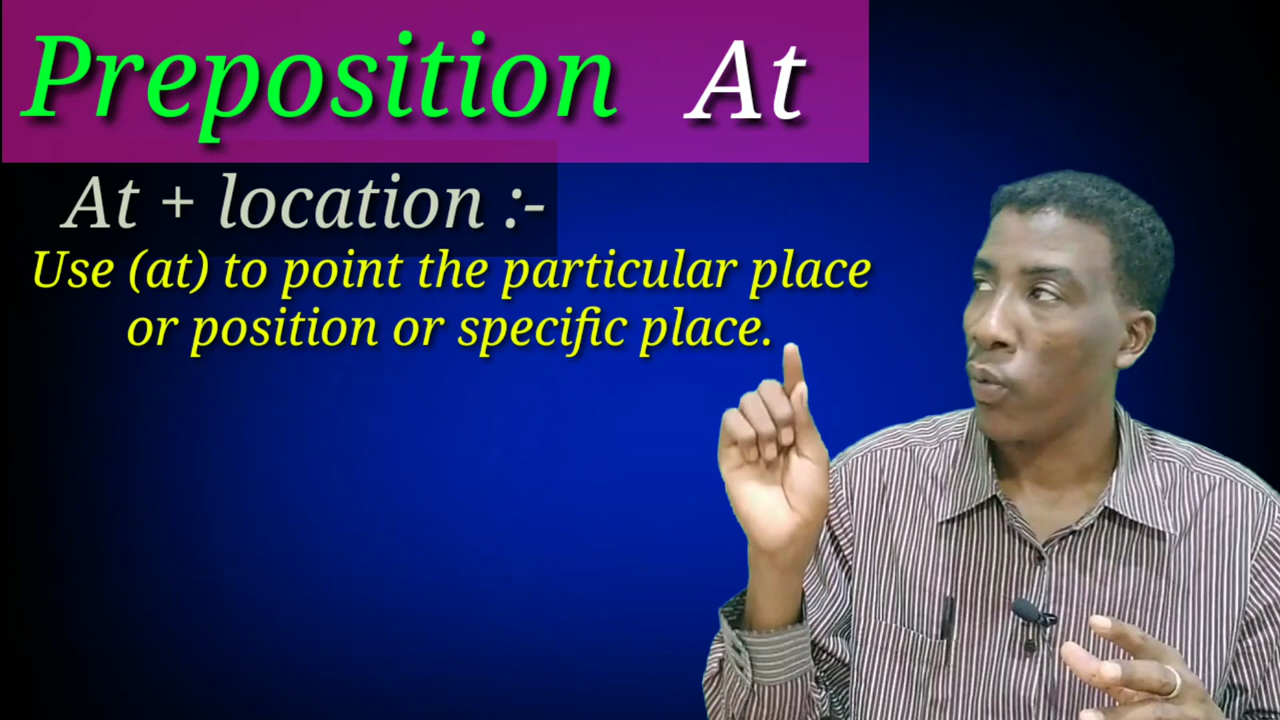 Preposition At
At + location :-
Use (at) to point the particular place
or position or specific place.